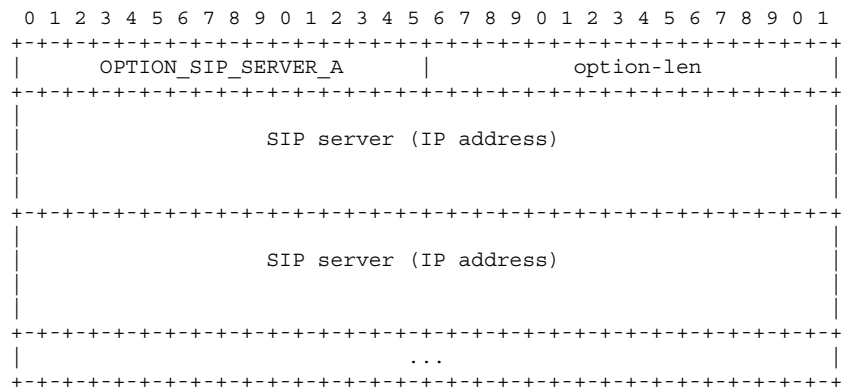 0 1 2 3 4 5 6 7 8 9 0 1 2 3 4 5 6 7 8 9 0 1 2 3 4 5 6 7 8 9 0 1
+-+-+-+-+-+-+-+-+-+-+-+-+-+-+-+-+-+-+-+-+-+-+-+-+-+-+-+-+-+-+-+-+
| OPTION_SIP_SERVER_A | option-len |
+-+-+-+-+-+-+-+-+-+-+-+-+-+-+-+-+-+-+-+-+-+-+-+-+-+-+-+-+-+-+-+-+
| |
| SIP server (IP address) |
| |
| |
+-+-+-+-+-+-+-+-+-+-+-+-+-+-+-+-+-+-+-+-+-+-+-+-+-+-+-+-+-+-+-+-+
| |
| SIP server (IP address) |
| |
| |
+-+-+-+-+-+-+-+-+-+-+-+-+-+-+-+-+-+-+-+-+-+-+-+-+-+-+-+-+-+-+-+-+
| ... |
+-+-+-+-+-+-+-+-+-+-+-+-+-+-+-+-+-+-+-+-+-+-+-+-+-+-+-+-+-+-+-+-+